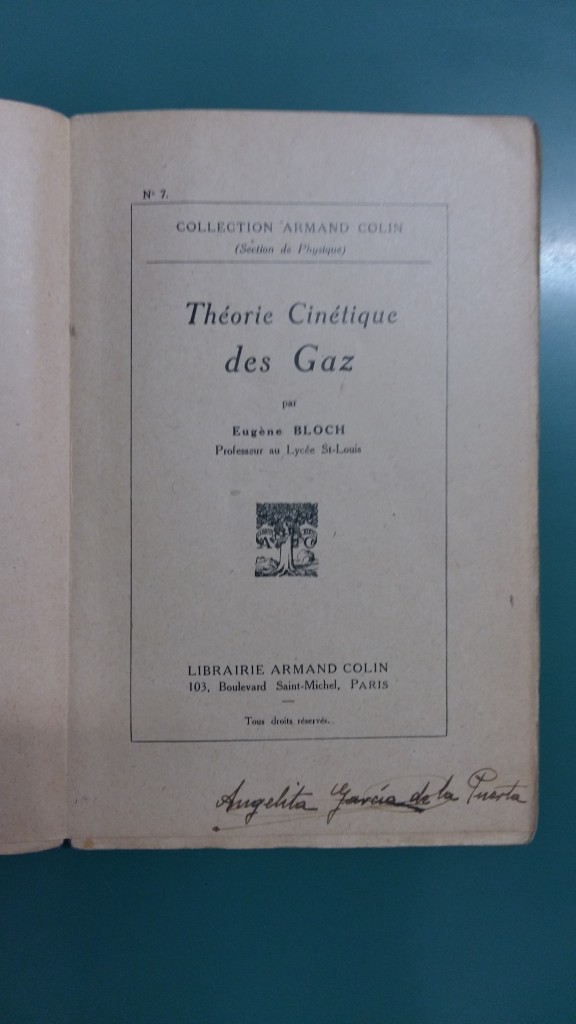 N° 7.
COLLECTION ARMAND COLIN
(Section de Physique)
Théorie Cinétique
des Gaz
par
Eugène BLOCH
Professeur au Lycée St-Louis
A C
LIBRAIRIE ARMAND COLIN
103, Boulevard Saint-Michel, PARIS
Tous droits réservés.
Angelita García de la Puerta